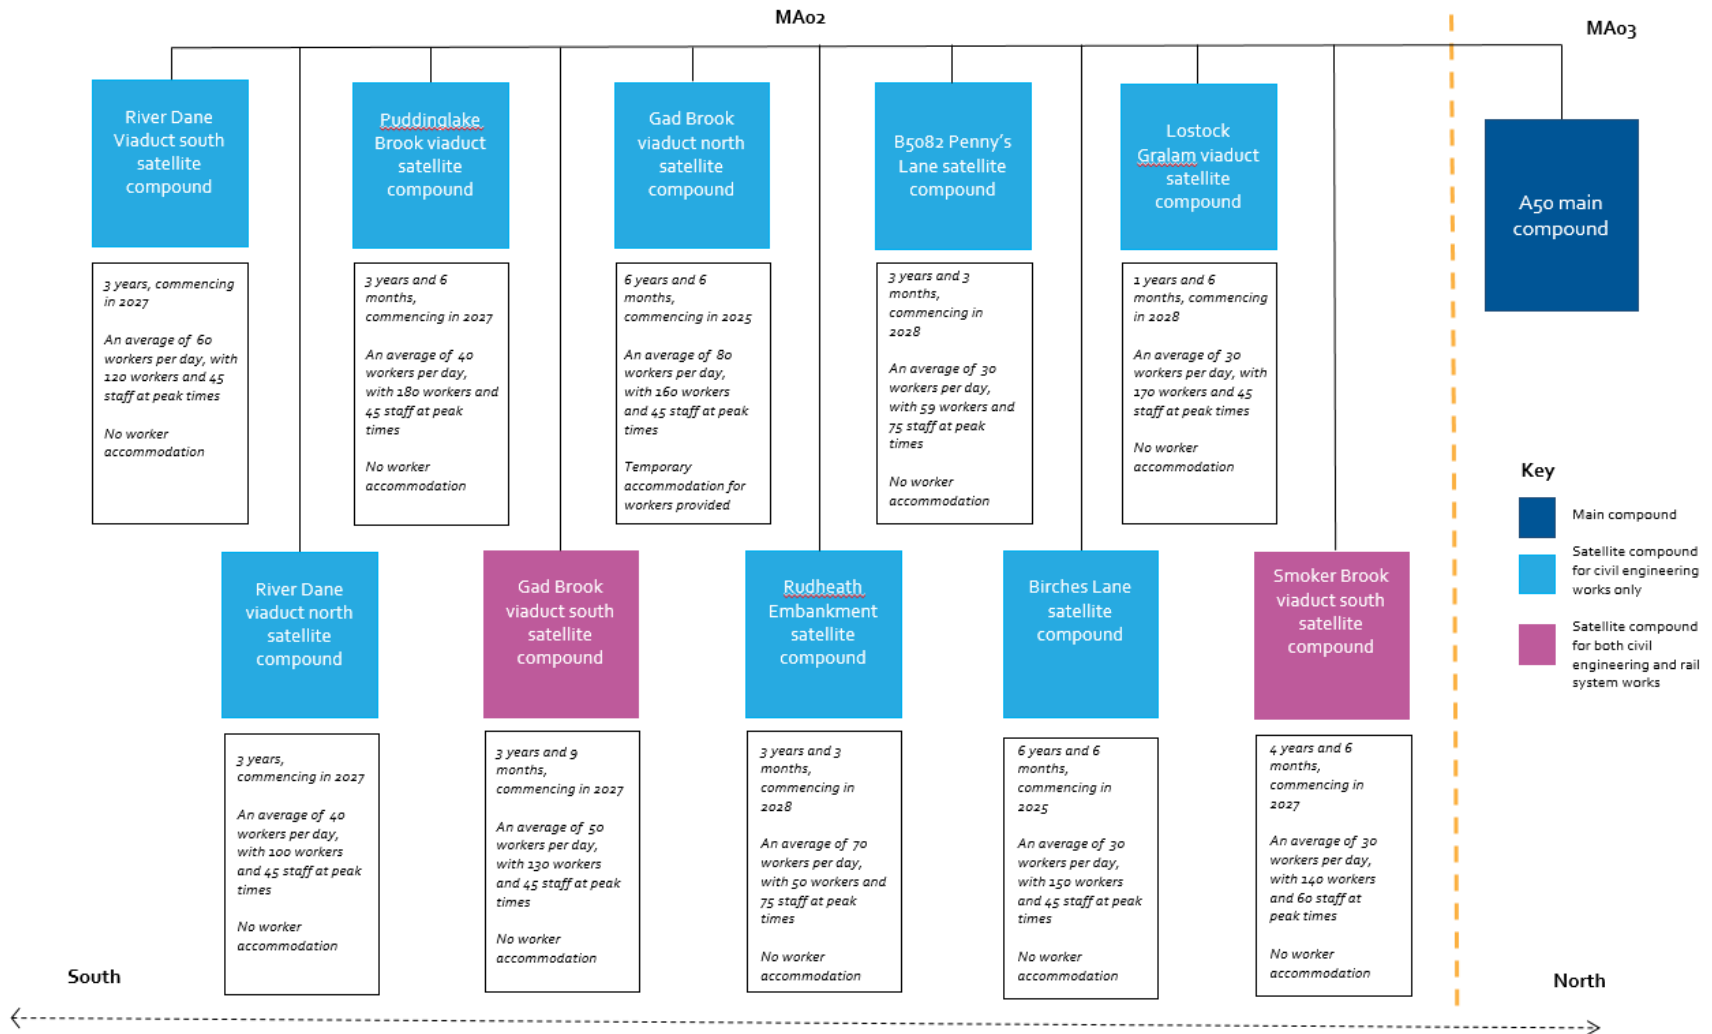 MA02
MA03
River Dane
Viaduct south
satellite
compound
Puddinglake
Brook viaduct
satellite
compound
Gad Brook
viaduct north
satellite
compound
B5082 Penny's
Lane satellite
compound
Lostock
Gralam viaduct
satellite
compound
A50 main
compound
3 years, commencing
in 2027
An average of 60
workers per day, with
120 workers and 45
staff at peak times
No worker
accommodation
3 years and 6
months,
commencing in 2027
An average of 40
workers per day,
with 180 workers and
45 staff at peak
times
No worker
accommodation
6 years and 6
months,
commencing in 2025
An average of 80
workers per day,
with 160 workers
and 45 staff at peak
times
Temporary
accommodation for
workers provided
3 years and 3
months,
commencing in
2028
An average of 30
workers per day,
with 59 workers and
75 staff at peak
times
No worker
accommodation
1 years and 6
months, commencing
in 2028
An average of 30
workers per day, with
170 workers and 45
staff at peak times
No worker
accommodation
River Dane
viaduct north
satellite
compound
Gad Brook
viaduct south
satellite
compound
Rudheath
Embankment
satellite
compound
Birches Lane
satellite
compound
Smoker Brook
viaduct south
satellite
compound
3 years,
commencing in 2027
An average of 40
workers per day,
with 100 workers
and 45 staff at peak
times
No worker
accommodation
3 years and 9
months,
commencing in 2027
An average of 50
workers per day,
with 130 workers
and 45 staff at peak
times
No worker
accommodation
3 years and 3
months,
commencing in
2028
An average of 70
workers per day,
with 50 workers and
75 staff at peak
times
No worker
accommodation
6 years and 6
months,
commencing in
2025
An average of 30
workers per day,
with 150 workers
and 45 staff at peak
times
No worker
accommodation
4 years and 6
months,
commencing in
2027
An average of 30
workers per day,
with 140 workers
and 60 staff at
peak times
No worker
accommodation
Key
Main compound
Satellite compound
for civil engineering
works only
Satellite compound
for both civil
engineering and rail
system works
South
North